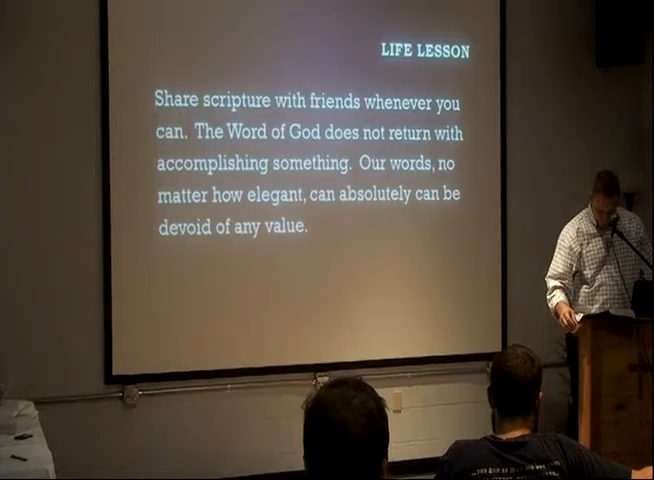 LIFE LESSON
Share scripture with friends whenever you
can. The Word of God does not return with
accomplishing something. Our words, no
matter how elegant, can absolutely can be
devoid of any value.